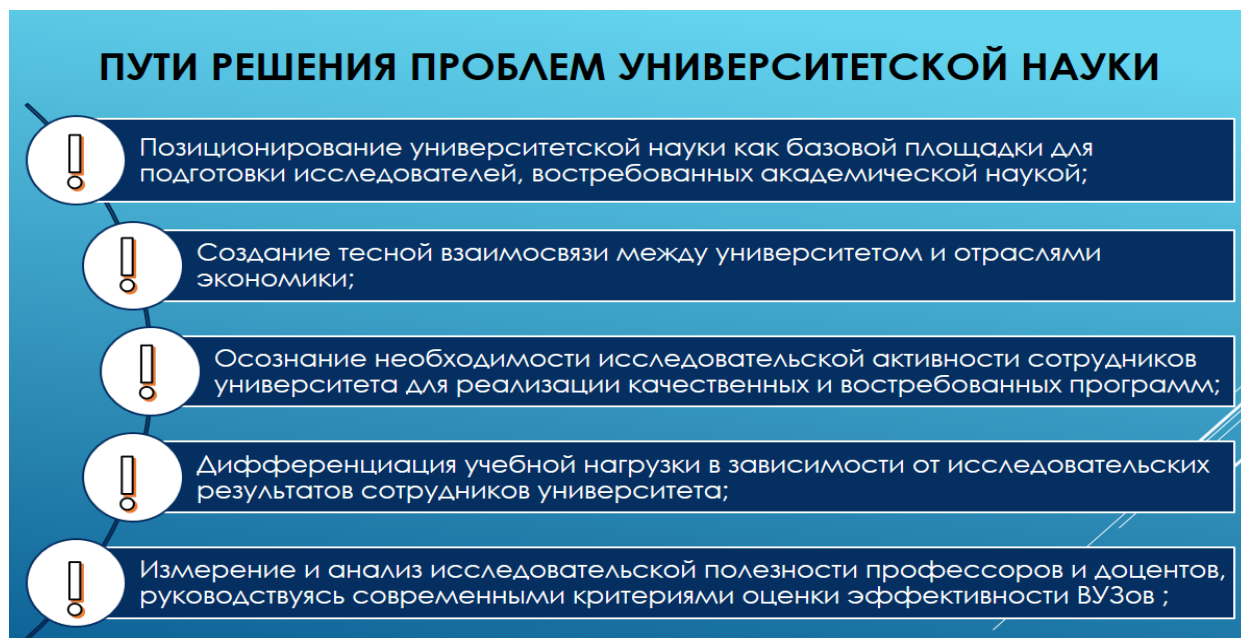 ПУТИ РЕШЕНИЯ ПРОБЛЕМ УНИВЕРСИТЕТСКОЙ НАУКИ
Позиционирование университетской науки как базовой площадки для
подготовки исследователей, востребованных академической наукой;
Создание тесной взаимосвязи между университетом и отраслями
экономики;
Осознание необходимости исследовательской активности сотрудников
университета для реализации качественных и востребованных программ;
Дифференциация учебной нагрузки в зависимости от исследовательских
результатов сотрудников университета;
Измерение и анализ исследовательской полезности профессоров и доцентов,
руководствуясь современными критериями оценки эффективности ВУЗов ;